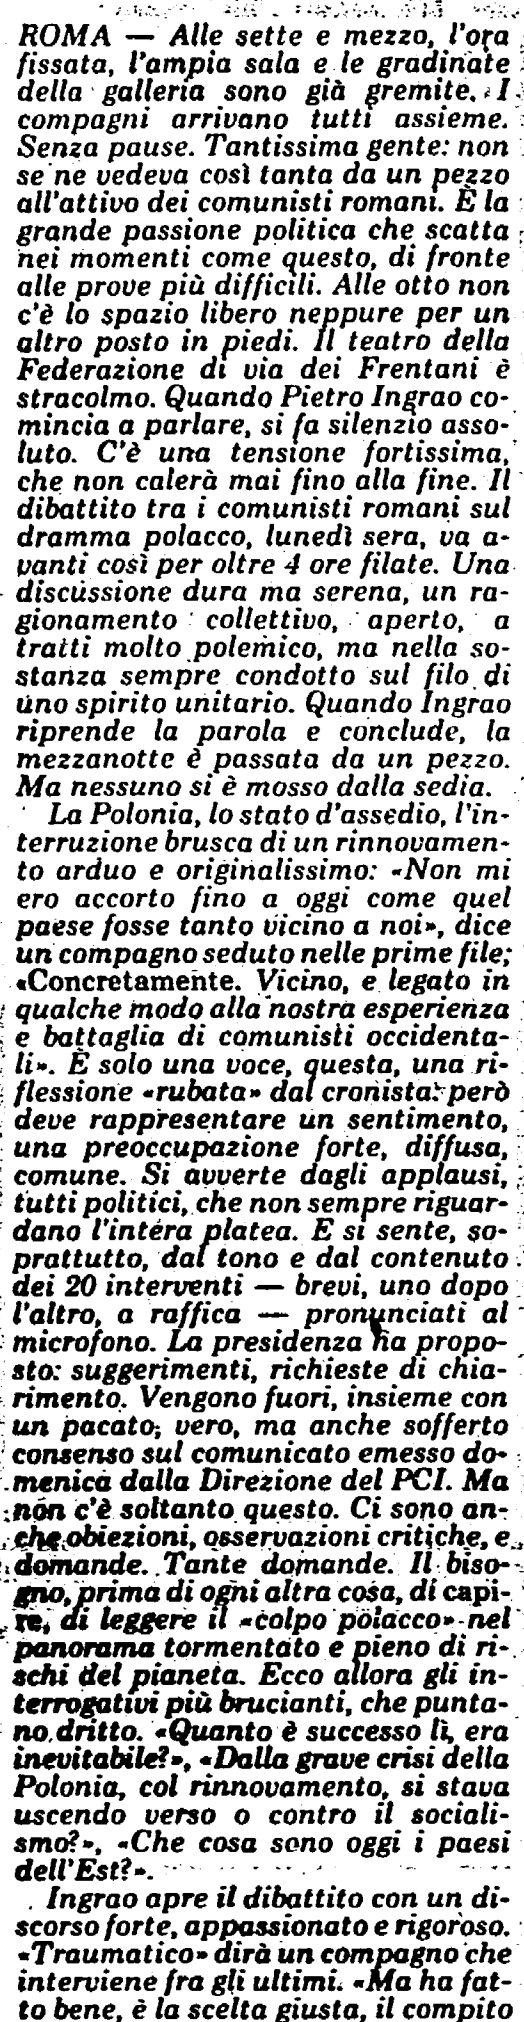 ROMA — Alle sette e mezzo, l'ora
fissata, l'ampia sala e le gradinate
della galleria sono già gremite. I
compagni arrivano tutti assieme.
Senza pause. Tantissima gente: non
se ne vedeva così tanta da un pezzo
all'attivo dei comunisti romani. È la
grande passione politica che scatta
nei momenti come questo, di fronte
alle prove più difficili. Alle otto non
c'è lo spazio libero neppure per un
altro posto in piedi. Il teatro della
Federazione di via dei Frentani è
stracolmo. Quando Pietro Ingrao co-
mincia a parlare, si fa silenzio asso-
luto. C'è una tensione fortissima,
che non calerà mai fino alla fine. Il
dibattito tra i comunisti romani sul
dramma polacco, lunedì sera, va a-
vanti così per oltre 4 ore filate. Una
discussione dura ma serena, un ra-
gionamento collettivo, aperto, a
tratti molto polemico, ma nella so-
stanza sempre condotto sul filo di
uno spirito unitario. Quando Ingrao
riprende la parola e conclude, la
mezzanotte è passata da un pezzo.
Ma nessuno si è mosso dalla sedia.
La Polonia, lo stato d'assedio, l'in-
terruzione brusca di un rinnovamen-
to arduo e originalissimo: «Non mi
ero accorto fino a oggi come quel
paese fosse tanto vicino a noi», dice
un compagno seduto nelle prime file;
«Concretamente. Vicino, e legato in
qualche modo alla nostra esperienza
e battaglia di comunisti occidenta-
li». È solo una voce, questa, una ri-
flessione «rubata» dal cronista: però
deve rappresentare un sentimento,
una preoccupazione forte, diffusa,
comune. Si avverte dagli applausi,
tutti politici, che non sempre riguar-
dano l'intera platea. E si sente, so-
prattutto, dal tono e dal contenuto
dei 20 interventi — brevi, uno dopo
l'altro, a raffica — pronunciati al
microfono. La presidenza ha propo-
sto: suggerimenti, richieste di chia-
rimento. Vengono fuori, insieme con
un pacato, vero, ma anche sofferto
consenso sul comunicato emesso do-
menica dalla Direzione del PCI. Ma
non c'è soltanto questo. Ci sono an-
che obiezioni, osservazioni critiche, e
domande. Tante domande. Il biso-
gno, prima di ogni altra cosa, di capi-
re, di leggere il «colpo polacco» nel
panorama tormentato e pieno di ri-
schi del pianeta. Ecco allora gli in-
terrogativi più brucianti, che punta-
no dritto. «Quanto è successo lì, era
inevitabile?», «Dalla grave crisi della
Polonia, col rinnovamento, si stava
uscendo verso o contro il sociali-
smo?», «Che cosa sono oggi i paesi
dell'Est?».
Ingrao apre il dibattito con un di-
scorso forte, appassionato e rigoroso.
«Traumatico» dirà un compagno che
interviene fra gli ultimi. «Ma ha fat-
to bene, è la scelta giusta, il compito